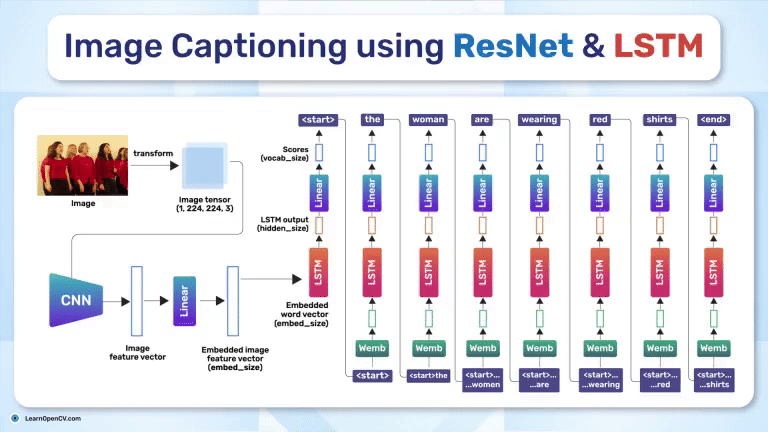 Image Captioning using ResNet & LSTM
<start>
the
woman
are
wearing
red
shirts
<end>
Scores
(vocab_size)
transform
Image
Image tensor
(1, 224, 224, 3)
Linear
Linear
Linear
Linear
Linear
Linear
Linear
Linear
LSTM output
(hidden_size)
LSTM
LSTM
LSTM
LSTM
LSTM
LSTM
LSTM
LSTM
CNN
Linear
Image
feature vector
Embedded image
feature vector
(embed_size)
Embedded
word vector
(embed_size)
Wemb
Wemb
Wemb
Wemb
Wemb
Wemb
Wemb
<start>
<start>the
<start>...
...women
<start>...
...are
<start>...
...wearing
<start>...
...red
<start>...
...shirts
LearnOpenCV.com